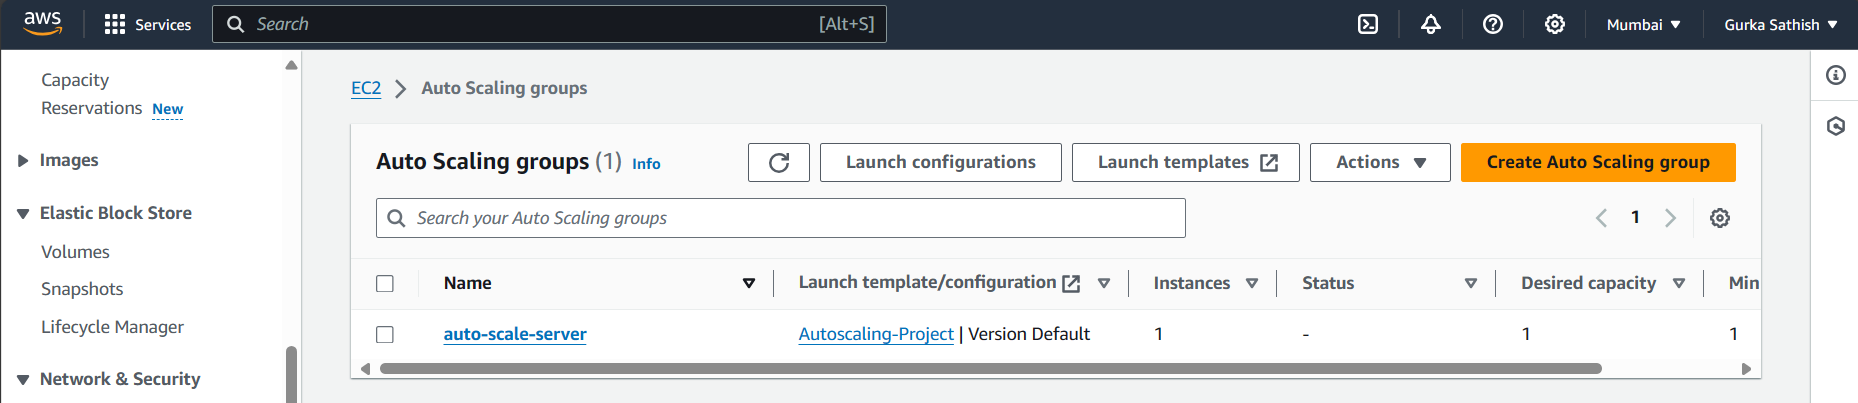 aws Services Search [Alt+S] Mumbai Gurka Sathish
Capacity
Reservations New
Images
Elastic Block Store
Volumes
Snapshots
Lifecycle Manager
Network & Security
EC2 Auto Scaling groups
Auto Scaling groups (1) Info Launch configurations Launch templates Actions Create Auto Scaling group
Search your Auto Scaling groups 1
Name Launch template/configuration Instances Status Desired capacity Min
auto-scale-server Autoscaling-Project | Version Default 1 - 1 1